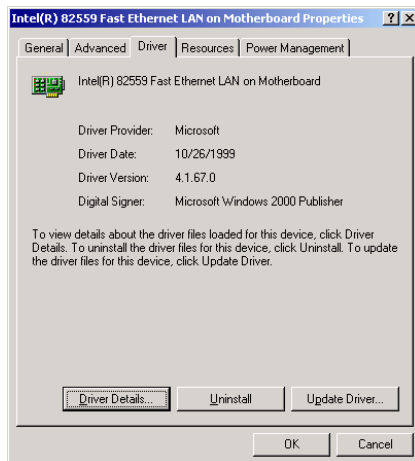 Intel(R) 82559 Fast Ethernet LAN on Motherboard Properties
General Advanced Driver Resources Power Management
Intel(R) 82559 Fast Ethernet LAN on Motherboard
Driver Provider: Microsoft
Driver Date: 10/26/1999
Driver Version: 4.1.67.0
Digital Signer: Microsoft Windows 2000 Publisher
To view details about the driver files loaded for this device, click Driver
Details. To uninstall the driver files for this device, click Uninstall. To update
the driver files for this device, click Update Driver.
Driver Details... Uninstall Update Driver...
OK Cancel